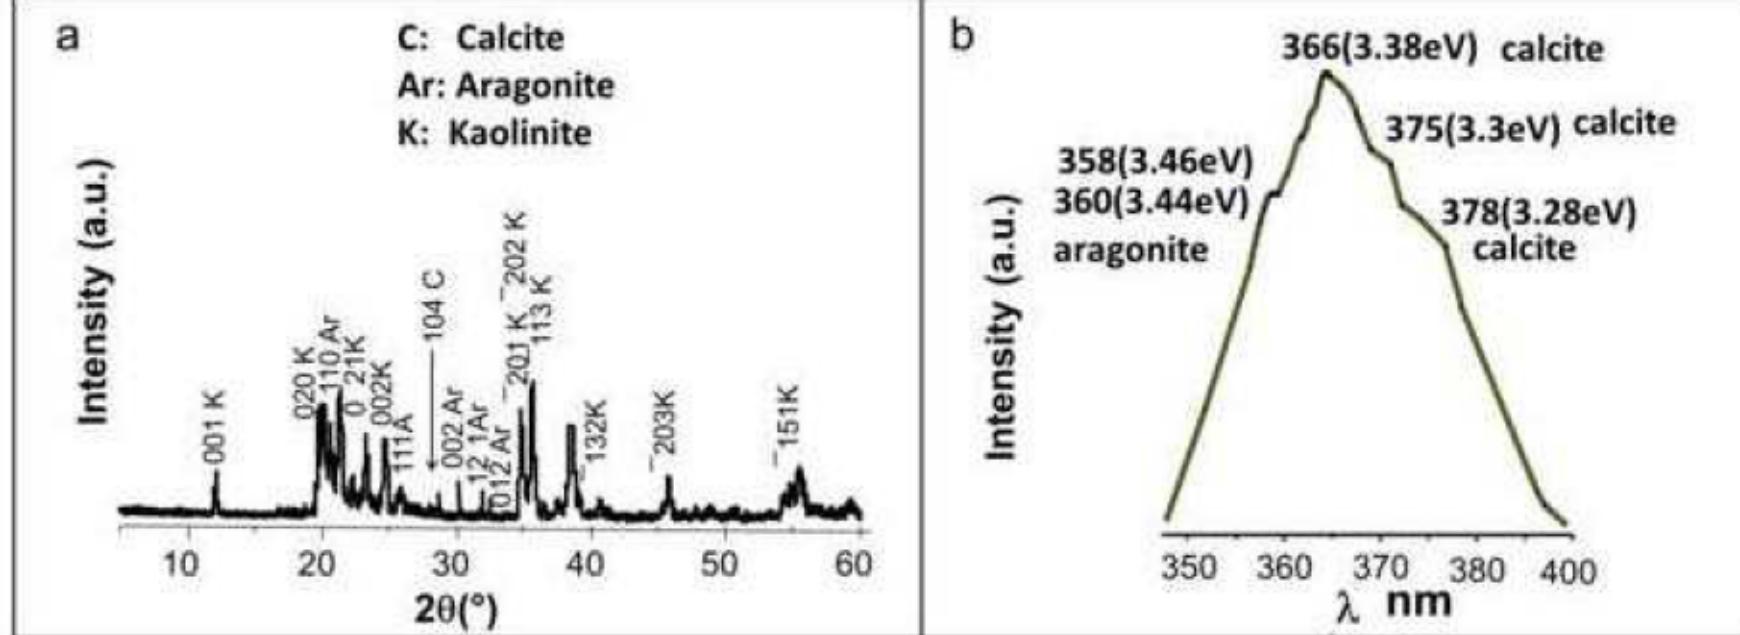 a
C: Calcite
Ar: Aragonite
K: Kaolinite
Intensity (a.u.)
001 K
020 K
110 Ar
0 21K
002K
111A
104 C
002 Ar
12 1Ar
012 Ar
‾201 K
‾202 K
113 K
‾132K
‾203K
‾151K
10 20 30 40 50 60
2θ(°)
b
366(3.38eV) calcite
375(3.3eV) calcite
358(3.46eV)
360(3.44eV)
aragonite
378(3.28eV)
calcite
Intensity (a.u.)
350 360 370 380 400
λ nm